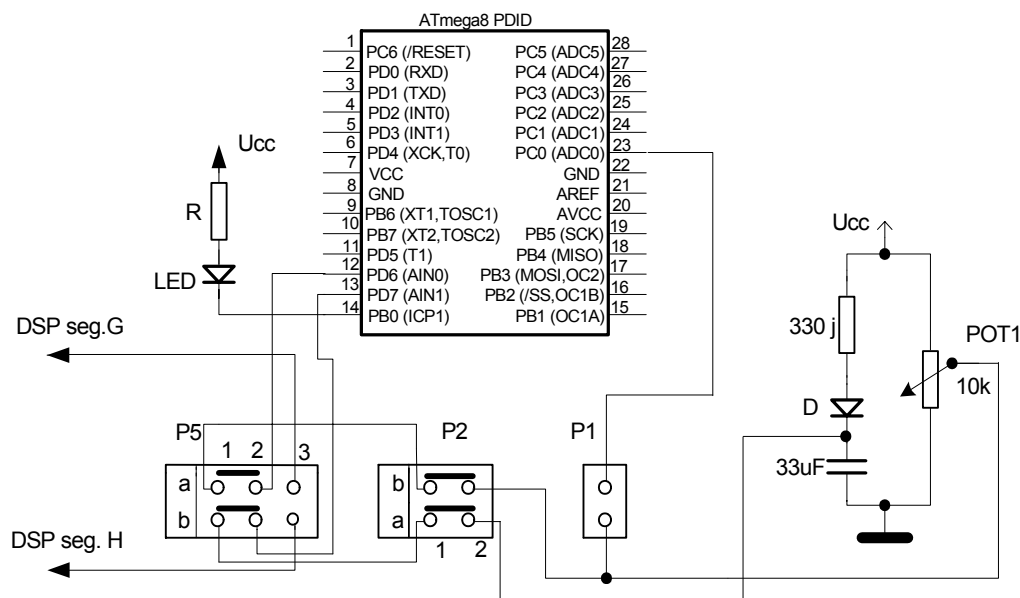 ATmega8 PDID
1 PC6 (/RESET) PC5 (ADC5) 28
2 PD0 (RXD) PC4 (ADC4) 27
3 PD1 (TXD) PC3 (ADC3) 26
4 PD2 (INT0) PC2 (ADC2) 25
5 PD3 (INT1) PC1 (ADC1) 24
6 PD4 (XCK,T0) PC0 (ADC0) 23
7 VCC GND 22
8 GND AREF 21
9 PB6 (XT1,TOSC1) AVCC 20
10 PB7 (XT2,TOSC2) PB5 (SCK) 19
11 PD5 (T1) PB4 (MISO) 18
12 PD6 (AIN0) PB3 (MOSI,OC2) 17
13 PD7 (AIN1) PB2 (/SS,OC1B) 16
14 PB0 (ICP1) PB1 (OC1A) 15
Ucc
R
LED
Ucc
330 j
POT1
10k
D
33uF
DSP seg.G
P5
1 2 3
a
b
P2
b
a
1 2
P1
DSP seg. H